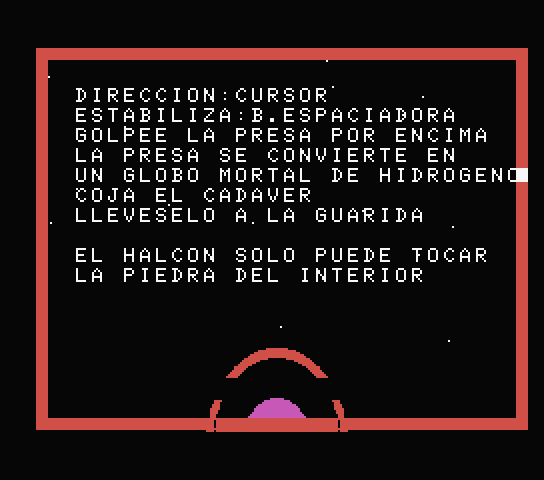 DIRECCION:CURSOR
ESTABILIZA:B.ESPACIADORA
GOLPEE LA PRESA POR ENCIMA
LA PRESA SE CONVIERTE EN
UN GLOBO MORTAL DE HIDROGENO
COJA EL CADAVER
LLEVESELO A LA GUARIDA
EL HALCON SOLO PUEDE TOCAR
LA PIEDRA DEL INTERIOR